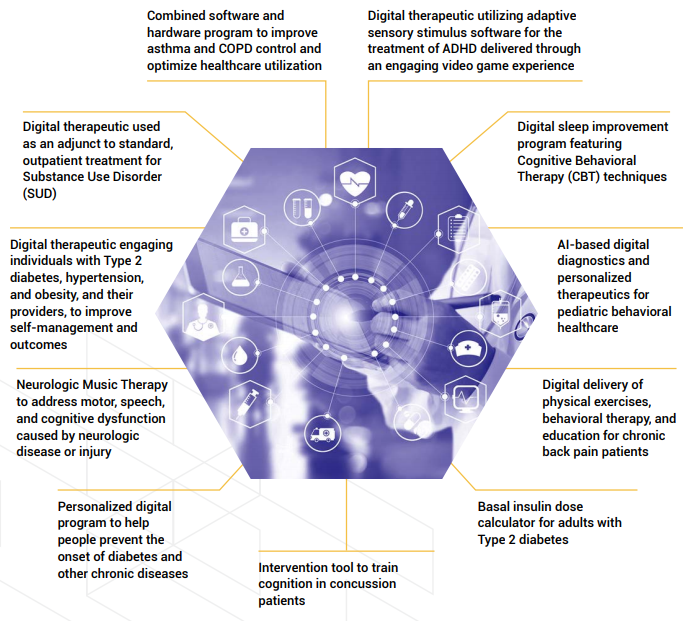 Combined software and
hardware program to improve
asthma and COPD control and
optimize healthcare utilization
Digital therapeutic utilizing adaptive
sensory stimulus software for the
treatment of ADHD delivered through
an engaging video game experience
Digital therapeutic used
as an adjunct to standard,
outpatient treatment for
Substance Use Disorder
(SUD)
Digital sleep improvement
program featuring
Cognitive Behavioral
Therapy (CBT) techniques
Digital therapeutic engaging
individuals with Type 2
diabetes, hypertension,
and obesity, and their
providers, to improve
self-management and
outcomes
AI-based digital
diagnostics and
personalized
therapeutics for
pediatric behavioral
healthcare
Neurologic Music Therapy
to address motor, speech,
and cognitive dysfunction
caused by neurologic
disease or injury
Digital delivery of
physical exercises,
behavioral therapy, and
education for chronic
back pain patients
Personalized digital
program to help
people prevent the
onset of diabetes and
other chronic diseases
Basal insulin dose
calculator for adults with
Type 2 diabetes
Intervention tool to train
cognition in concussion
patients